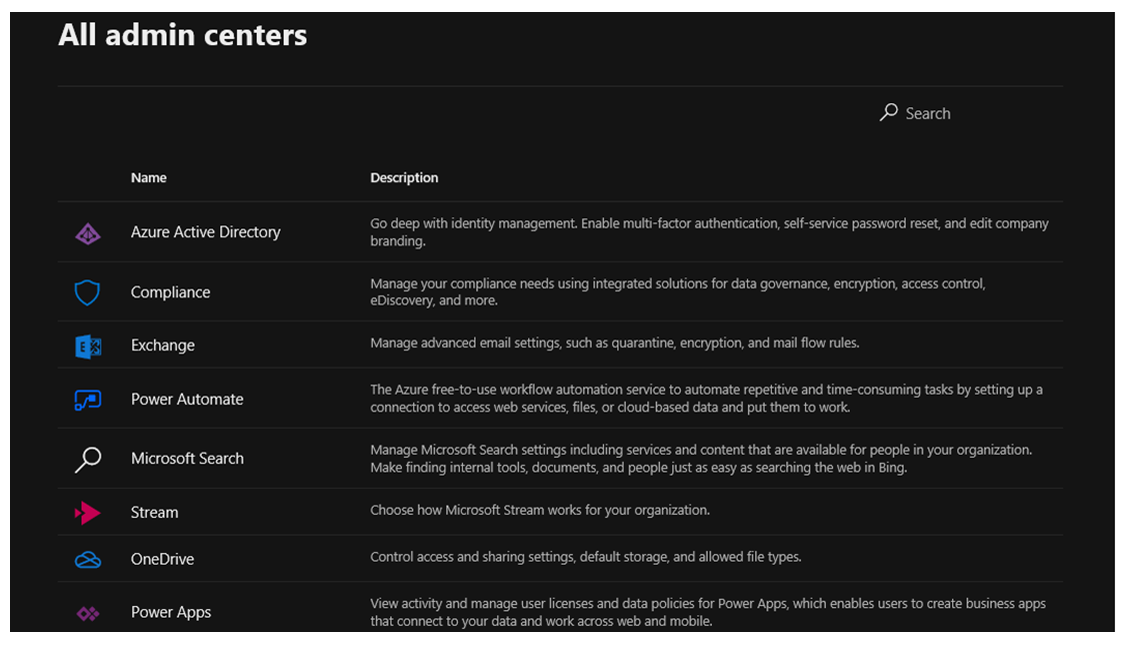 All admin centers
Search
Name Description
Azure Active Directory
Go deep with identity management. Enable multi-factor authentication, self-service password reset, and edit company
branding.
Compliance
Manage your compliance needs using integrated solutions for data governance, encryption, access control,
eDiscovery, and more.
Exchange
Manage advanced email settings, such as quarantine, encryption, and mail flow rules.
Power Automate
The Azure free-to-use workflow automation service to automate repetitive and time-consuming tasks by setting up a
connection to access web services, files, or cloud-based data and put them to work.
Microsoft Search
Manage Microsoft Search settings including services and content that are available for people in your organization.
Make finding internal tools, documents, and people just as easy as searching the web in Bing.
Stream
Choose how Microsoft Stream works for your organization.
OneDrive
Control access and sharing settings, default storage, and allowed file types.
Power Apps
View activity and manage user licenses and data policies for Power Apps, which enables users to create business apps
that connect to your data and work across web and mobile.